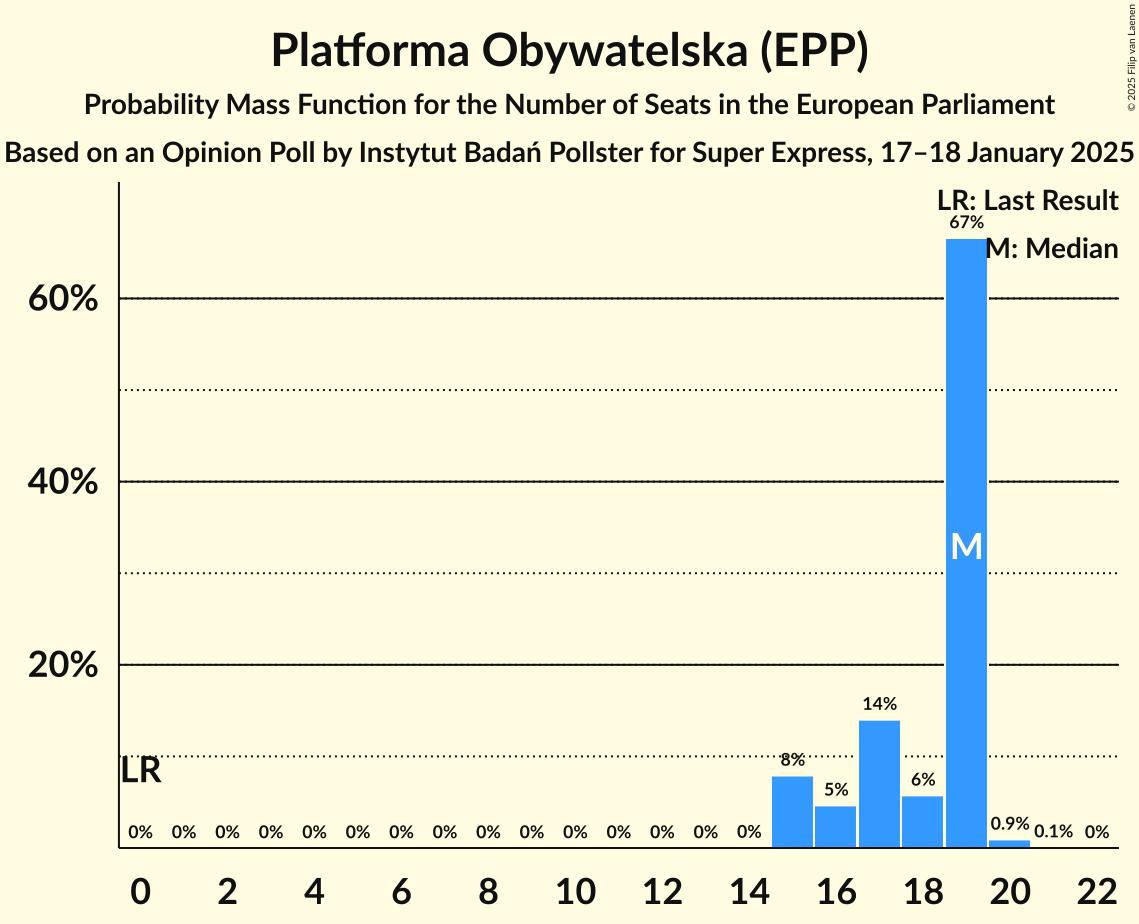 Platforma Obywatelska (EPP)
Probability Mass Function for the Number of Seats in the European Parliament
Based on an Opinion Poll by Instytut Badań Pollster for Super Express, 17–18 January 2025
© 2025 Filip van Laenen
LR: Last Result
67%
M: Median
60%
M
40%
20%
14%
LR
8%
6%
5%
0% 0% 0% 0% 0% 0% 0% 0% 0% 0% 0% 0% 0% 0% 0% 0.9% 0.1% 0%
0 2 4 6 8 10 12 14 16 18 20 22